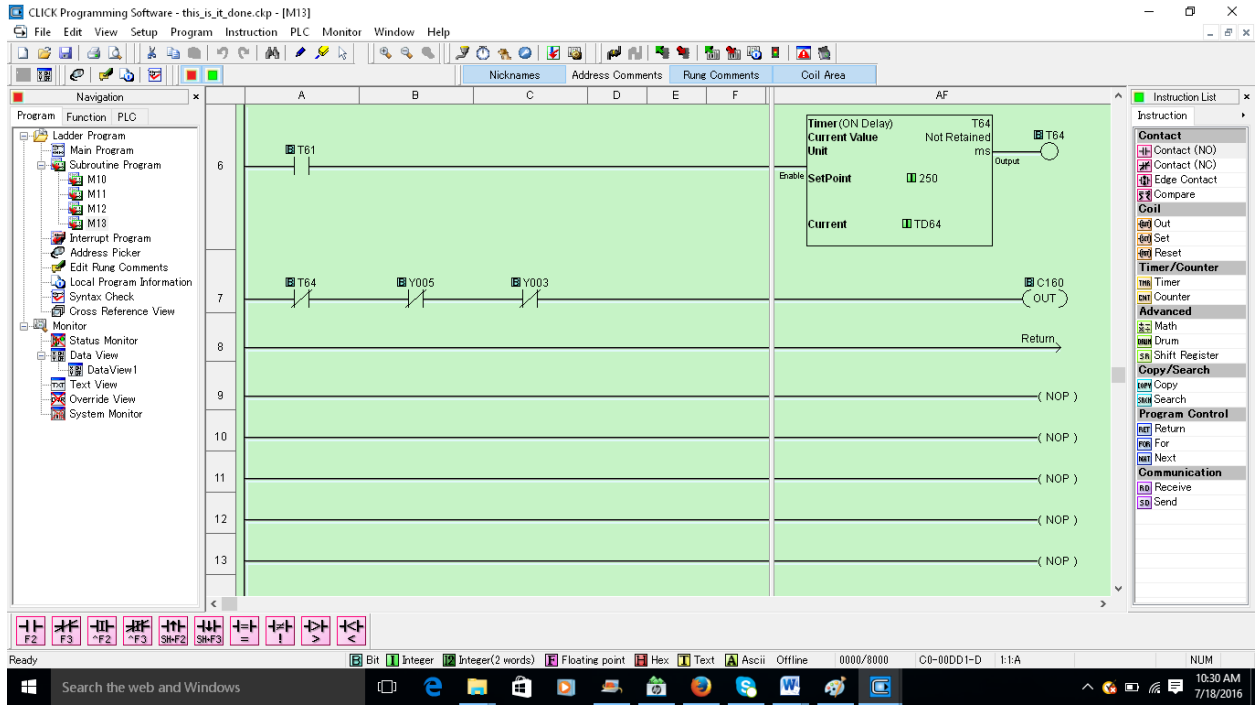 CLICK Programming Software - this_is_it_done.ckp - [M13]
File Edit View Setup Program Instruction PLC Monitor Window Help
Nicknames Address Comments Rung Comments Coil Area
Navigation
Program Function PLC
Ladder Program
Main Program
Subroutine Program
M10
M11
M12
M13
Interrupt Program
Address Picker
Edit Rung Comments
Local Program Information
Syntax Check
Cross Reference View
Monitor
Status Monitor
Data View
DataView1
Text View
Override View
System Monitor
A B C D E F AF
6
T61
Timer (ON Delay) T64
Current Value Not Retained
Unit ms
Enable SetPoint 250
Current TD64
Output
T64
7
T64 Y005 Y003 C160
OUT
8
Return
9
( NOP )
10
( NOP )
11
( NOP )
12
( NOP )
13
( NOP )
Instruction List
Instruction
Contact
Contact (NO)
Contact (NC)
Edge Contact
Compare
Coil
Out
Set
Reset
Timer/Counter
Timer
Counter
Advanced
Math
Drum
Shift Register
Copy/Search
Copy
Search
Program Control
Return
For
Next
Communication
Receive
Send
F2 F3 ^F2 ^F3 SH+F2 SH+F3 = ! > <
Ready
B Bit I Integer I2 Integer(2 words) F Floating point H Hex T Text A Ascii Offline 0000/8000 C0-00DD1-D 1:1:A NUM
Search the web and Windows
10:30 AM
7/18/2016